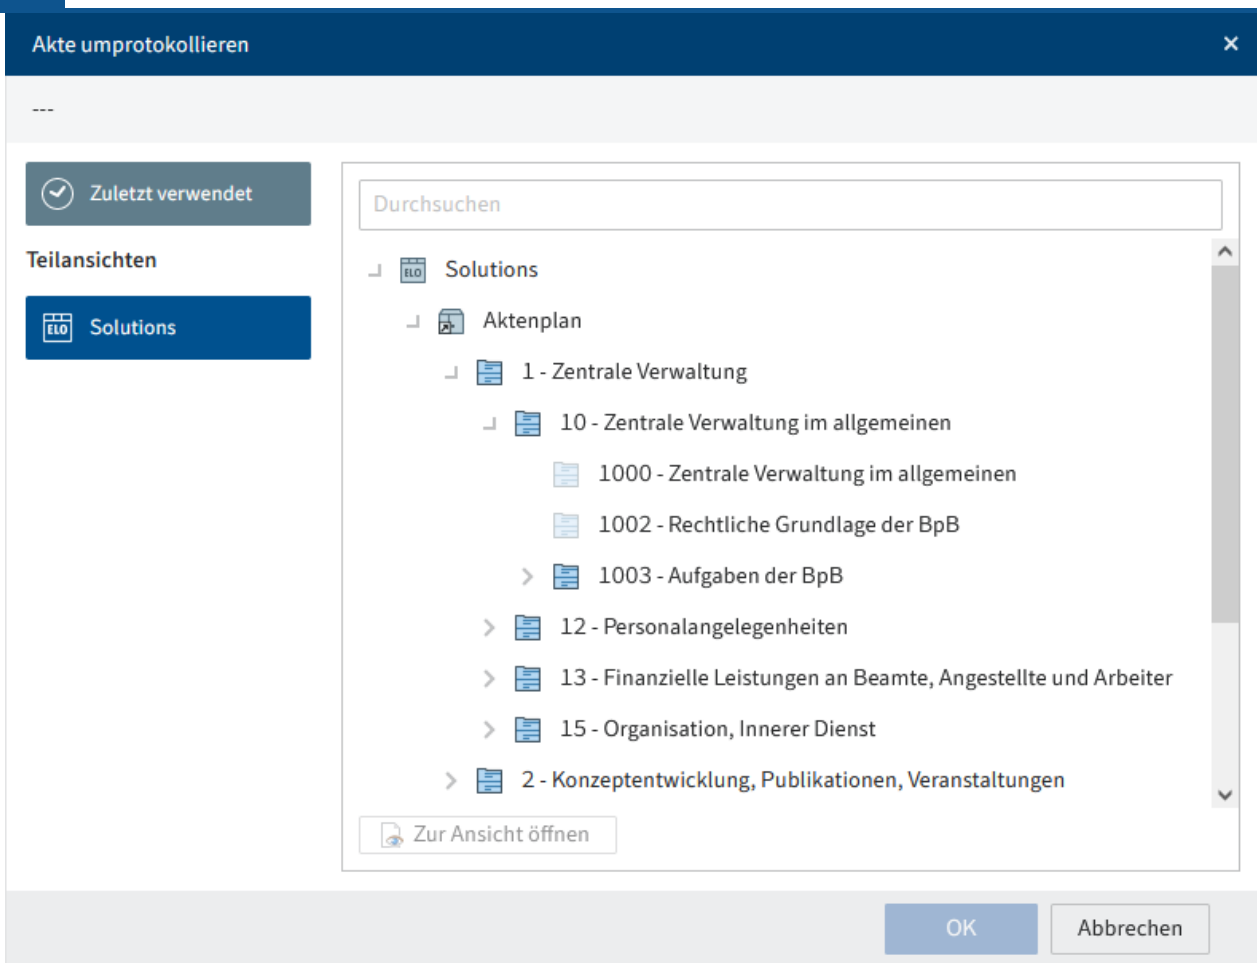 Akte umprotokollieren
---
Zuletzt verwendet
Teilansichten
ELO Solutions
Durchsuchen
ELO Solutions
Aktenplan
1 - Zentrale Verwaltung
10 - Zentrale Verwaltung im allgemeinen
1000 - Zentrale Verwaltung im allgemeinen
1002 - Rechtliche Grundlage der BpB
1003 - Aufgaben der BpB
12 - Personalangelegenheiten
13 - Finanzielle Leistungen an Beamte, Angestellte und Arbeiter
15 - Organisation, Innerer Dienst
2 - Konzeptentwicklung, Publikationen, Veranstaltungen
Zur Ansicht öffnen
OK
Abbrechen